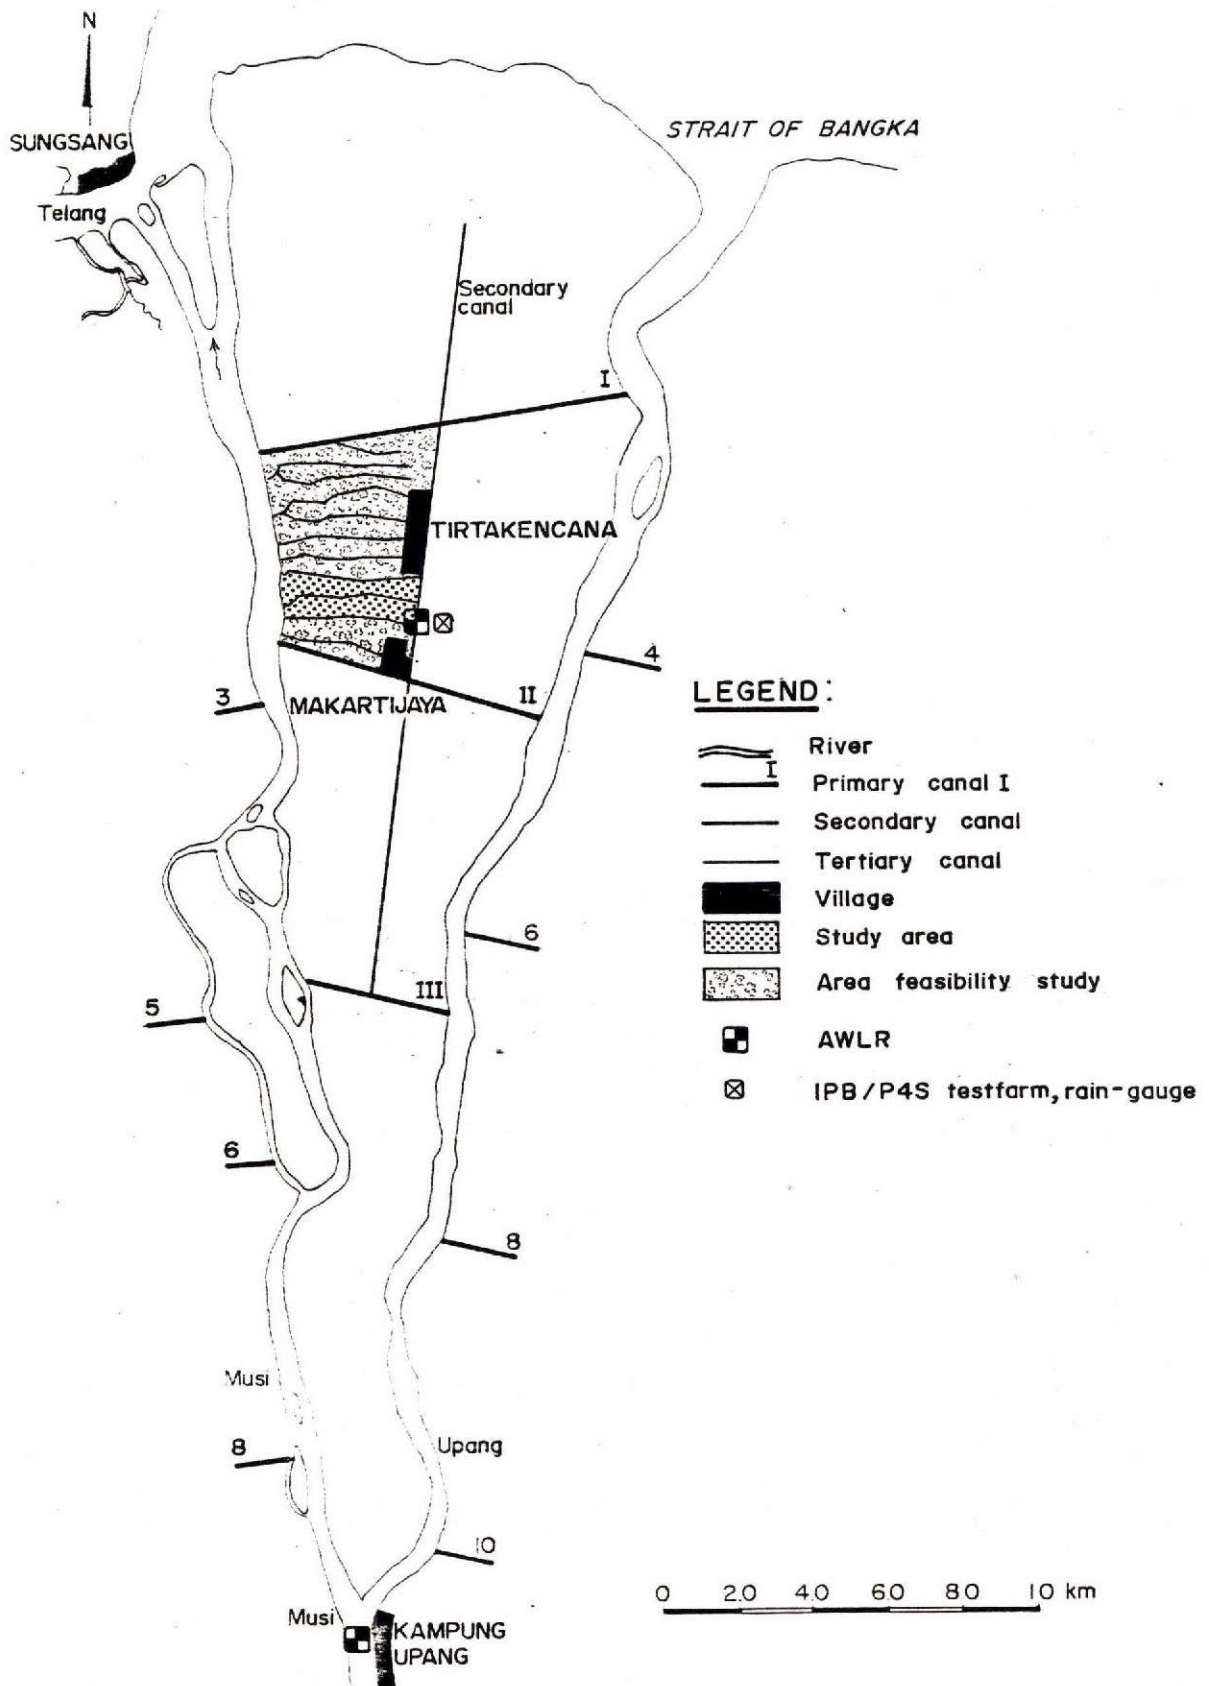 N
SUNGSANG
STRAIT OF BANGKA
Telang
Secondary
canal
I
TIRTAKENCANA
4
3
MAKARTIJAYA
II
LEGEND:
River
I
Primary canal I
Secondary canal
Tertiary canal
Village
6
Study area
Area feasibility study
III
5
AWLR
IPB/P4S testfarm, rain-gauge
6
8
Musi
8
Upang
10
0 2.0 4.0 6.0 8.0 10 km
Musi
KAMPUNG
UPANG